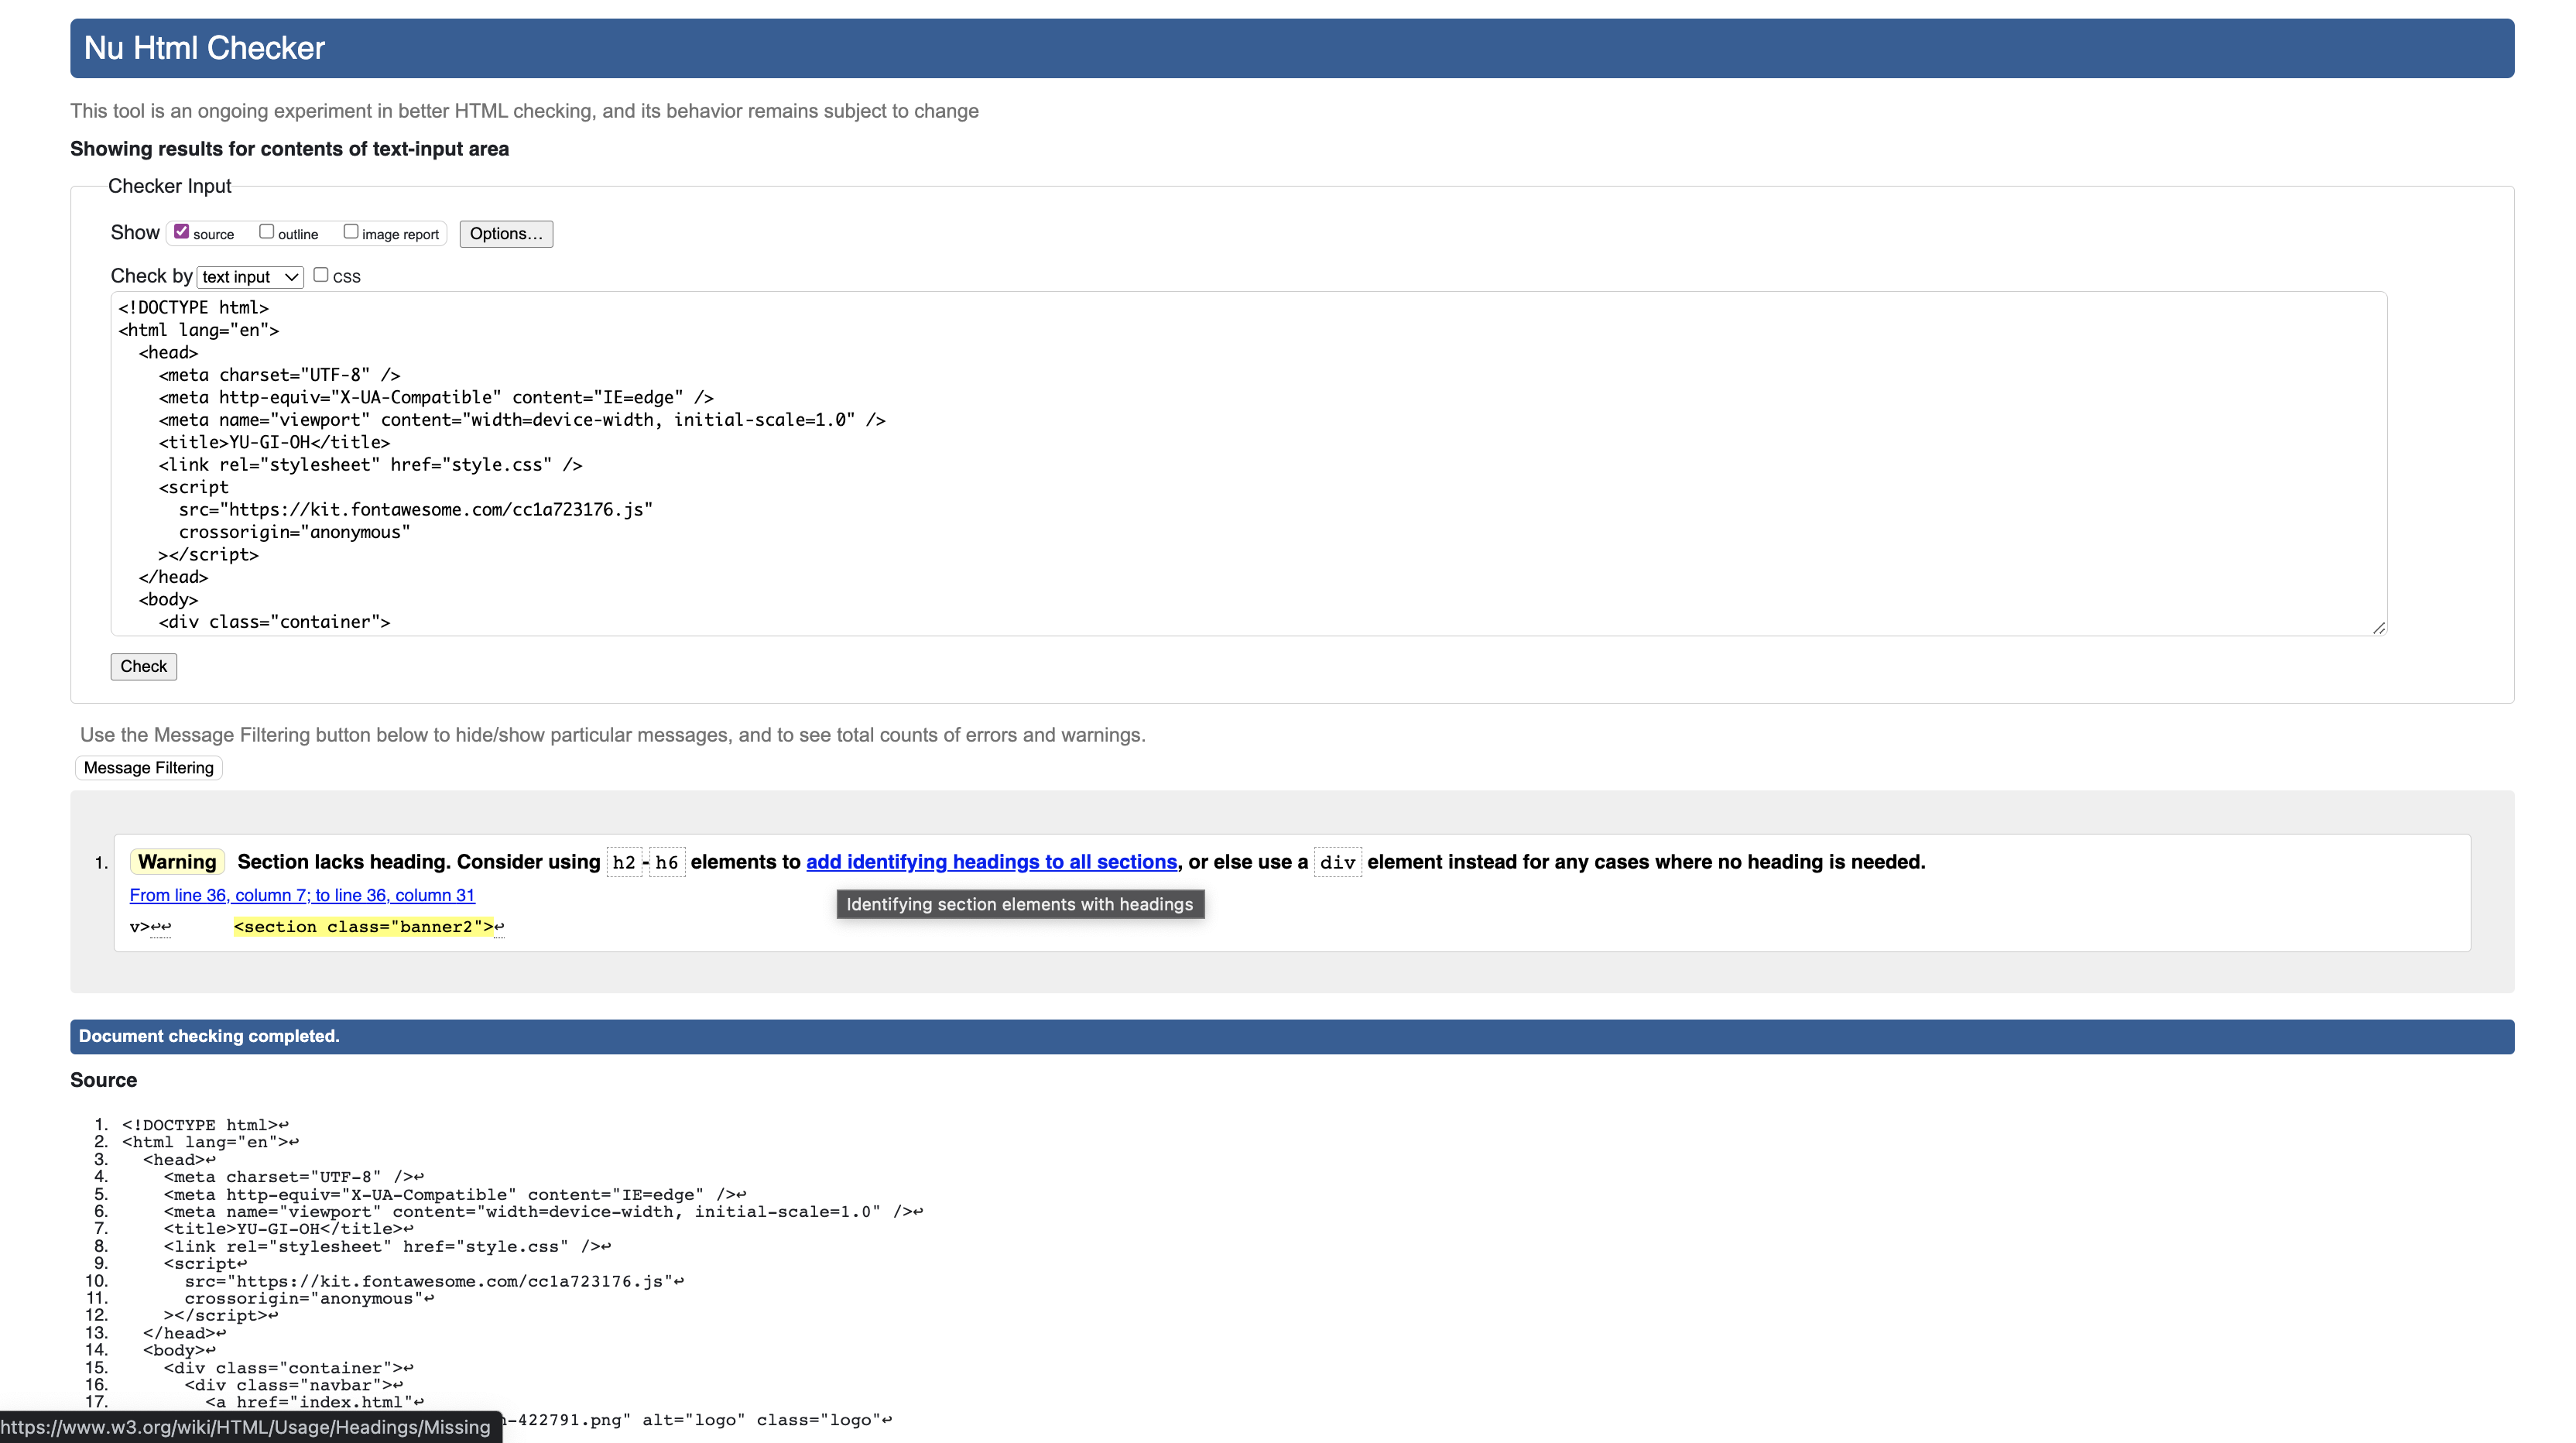 Nu Html Checker
This tool is an ongoing experiment in better HTML checking, and its behavior remains subject to change
Showing results for contents of text-input area
Checker Input
Show source outline image report Options...
Check by text input css
<!DOCTYPE html>
<html lang="en">
  <head>
    <meta charset="UTF-8" />
    <meta http-equiv="X-UA-Compatible" content="IE=edge" />
    <meta name="viewport" content="width=device-width, initial-scale=1.0" />
    <title>YU-GI-OH</title>
    <link rel="stylesheet" href="style.css" />
    <script
      src="https://kit.fontawesome.com/cc1a723176.js"
      crossorigin="anonymous"
    ></script>
  </head>
  <body>
    <div class="container">
Check
Use the Message Filtering button below to hide/show particular messages, and to see total counts of errors and warnings.
Message Filtering
1. Warning Section lacks heading. Consider using h2-h6 elements to add identifying headings to all sections, or else use a div element instead for any cases where no heading is needed.
From line 36, column 7; to line 36, column 31
Identifying section elements with headings
v>↩↩      <section class="banner2">↩
Document checking completed.
Source
1. <!DOCTYPE html>↩
2. <html lang="en">↩
3.   <head>↩
4.     <meta charset="UTF-8" />↩
5.     <meta http-equiv="X-UA-Compatible" content="IE=edge" />↩
6.     <meta name="viewport" content="width=device-width, initial-scale=1.0" />↩
7.     <title>YU-GI-OH</title>↩
8.     <link rel="stylesheet" href="style.css" />↩
9.     <script↩
10.       src="https://kit.fontawesome.com/cc1a723176.js"↩
11.       crossorigin="anonymous"↩
12.     ></script>↩
13.   </head>↩
14.   <body>↩
15.     <div class="container">↩
16.       <div class="navbar">↩
17.         <a href="index.html"↩
-422791.png" alt="logo" class="logo"↩
https://www.w3.org/wiki/HTML/Usage/Headings/Missing